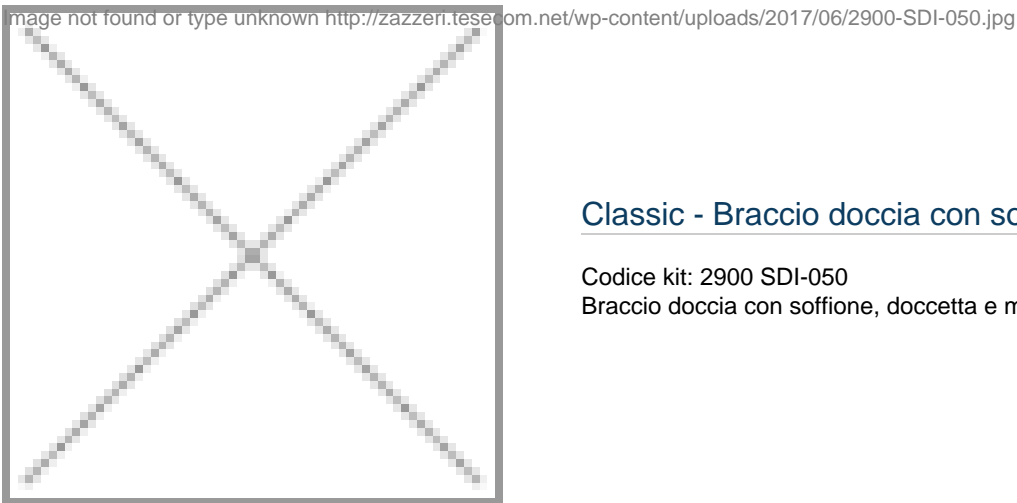 Image not found or type unknown http://zazzeri.tesecom.net/wp-content/uploads/2017/06/2900-SDI-050.jpg
Classic - Braccio doccia con so
Codice kit: 2900 SDI-050
Braccio doccia con soffione, doccetta e m